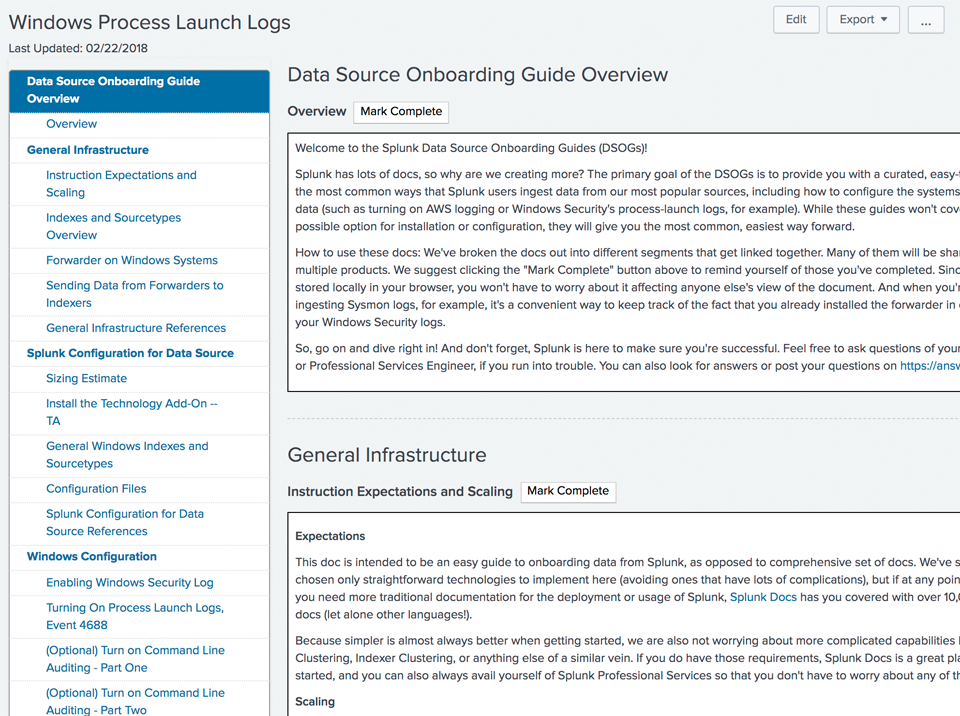 Windows Process Launch Logs
Edit
Export
...
Last Updated: 02/22/2018
Data Source Onboarding Guide
Overview
Overview
General Infrastructure
Instruction Expectations and
Scaling
Indexes and Sourcetypes
Overview
Forwarder on Windows Systems
Sending Data from Forwarders to
Indexers
General Infrastructure References
Splunk Configuration for Data Source
Sizing Estimate
Install the Technology Add-On --
TA
General Windows Indexes and
Sourcetypes
Configuration Files
Splunk Configuration for Data
Source References
Windows Configuration
Enabling Windows Security Log
Turning On Process Launch Logs,
Event 4688
(Optional) Turn on Command Line
Auditing - Part One
(Optional) Turn on Command Line
Auditing - Part Two
Data Source Onboarding Guide Overview
Overview Mark Complete
Welcome to the Splunk Data Source Onboarding Guides (DSOGs)!
Splunk has lots of docs, so why are we creating more? The primary goal of the DSOGs is to provide you with a curated, easy-
the most common ways that Splunk users ingest data from our most popular sources, including how to configure the systems
data (such as turning on AWS logging or Windows Security's process-launch logs, for example). While these guides won't cov
possible option for installation or configuration, they will give you the most common, easiest way forward.
How to use these docs: We've broken the docs out into different segments that get linked together. Many of them will be sha
multiple products. We suggest clicking the "Mark Complete" button above to remind yourself of those you've completed. Sinc
stored locally in your browser, you won't have to worry about it affecting anyone else's view of the document. And when you'r
ingesting Sysmon logs, for example, it's a convenient way to keep track of the fact that you already installed the forwarder in
your Windows Security logs.
So, go on and dive right in! And don't forget, Splunk is here to make sure you're successful. Feel free to ask questions of your
or Professional Services Engineer, if you run into trouble. You can also look for answers or post your questions on https://answ
General Infrastructure
Instruction Expectations and Scaling Mark Complete
Expectations
This doc is intended to be an easy guide to onboarding data from Splunk, as opposed to comprehensive set of docs. We've s
chosen only straightforward technologies to implement here (avoiding ones that have lots of complications), but if at any poin
you need more traditional documentation for the deployment or usage of Splunk, Splunk Docs has you covered with over 10,0
docs (let alone other languages!).
Because simpler is almost always better when getting started, we are also not worrying about more complicated capabilities
Clustering, Indexer Clustering, or anything else of a similar vein. If you do have those requirements, Splunk Docs is a great pla
started, and you can also always avail yourself of Splunk Professional Services so that you don't have to worry about any of th
Scaling